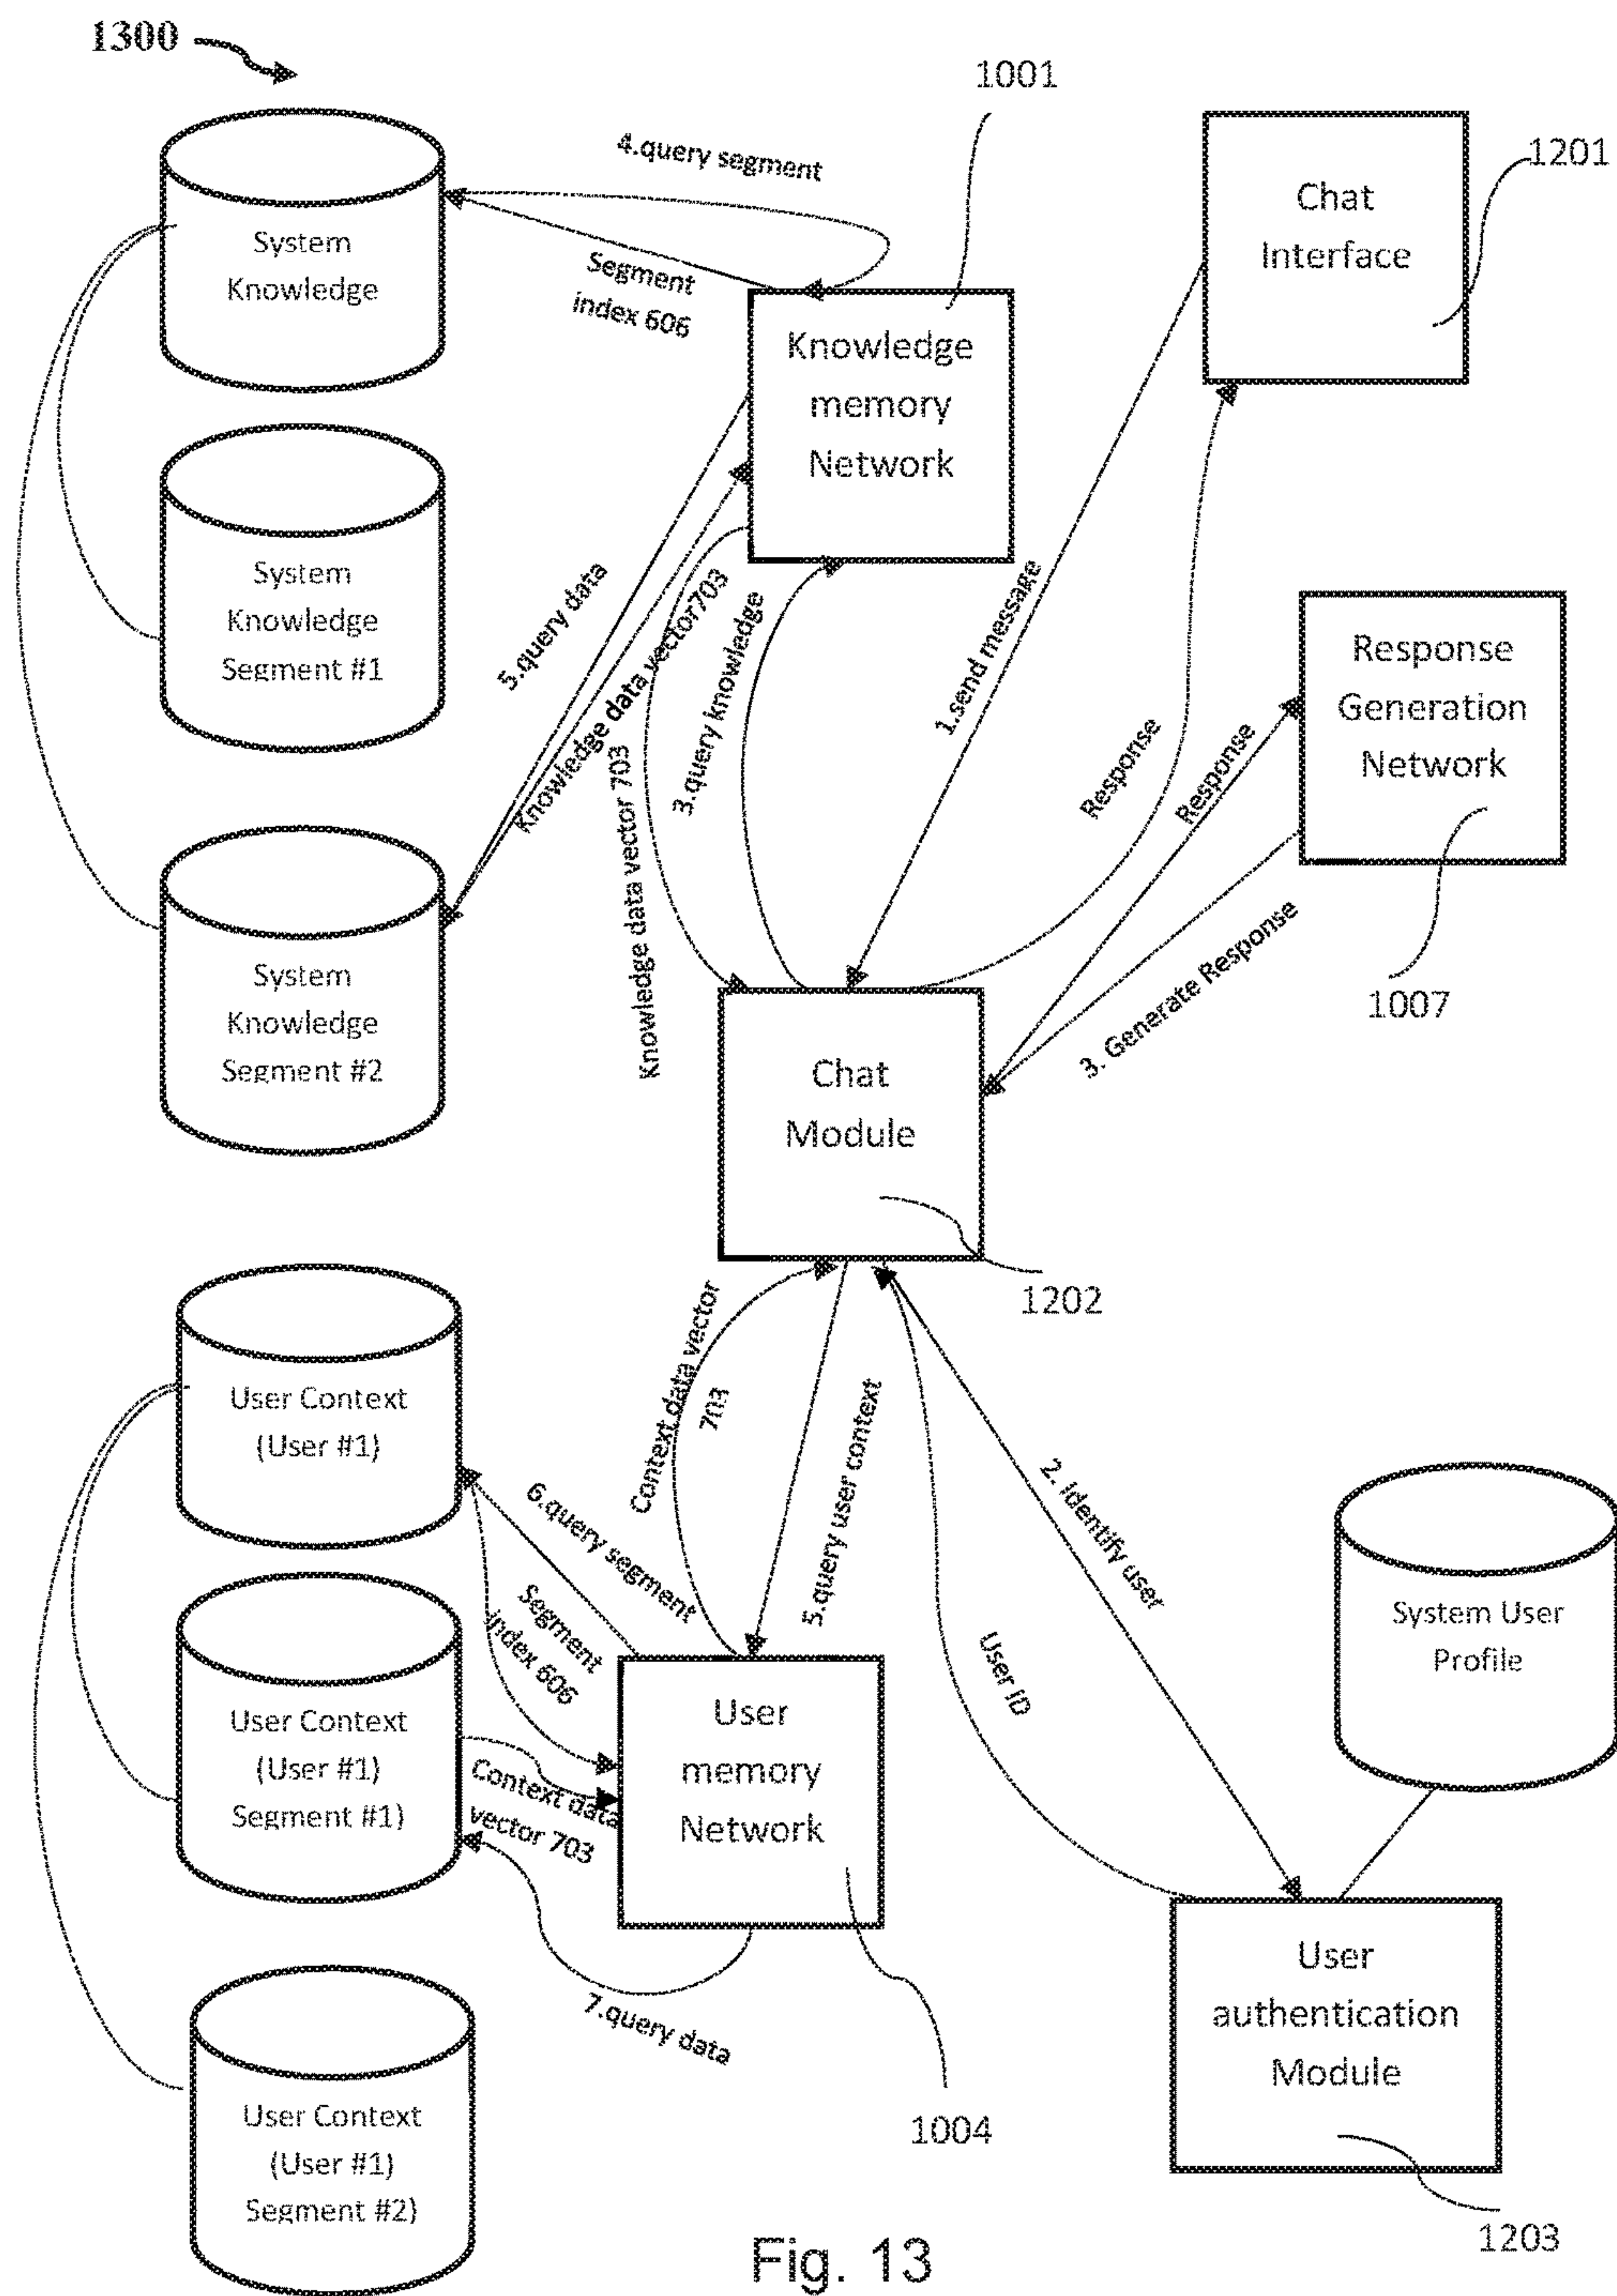 1300
1001
1201
4.query segment
Chat
Interface
System
Knowledge
Segment
index 606
Knowledge
memory
Network
System
Knowledge
Segment #1
5.query data
Knowledge data vector703
3.query knowledge
Knowledge data vector 703
1.send message
Response
Response
Response
Generation
Network
3. Generate Response
1007
System
Knowledge
Segment #2
Chat
Module
1202
User Context
(User #1)
Context data vector
703
6.query segment
5.query user context
2. Identify user
Segment
index 606
User ID
System User
Profile
User Context
(User #1)
Segment #1)
Context data
vector 703
User
memory
Network
7.query data
1004
User
authentication
Module
1203
User Context
(User #1)
Segment #2)
Fig. 13